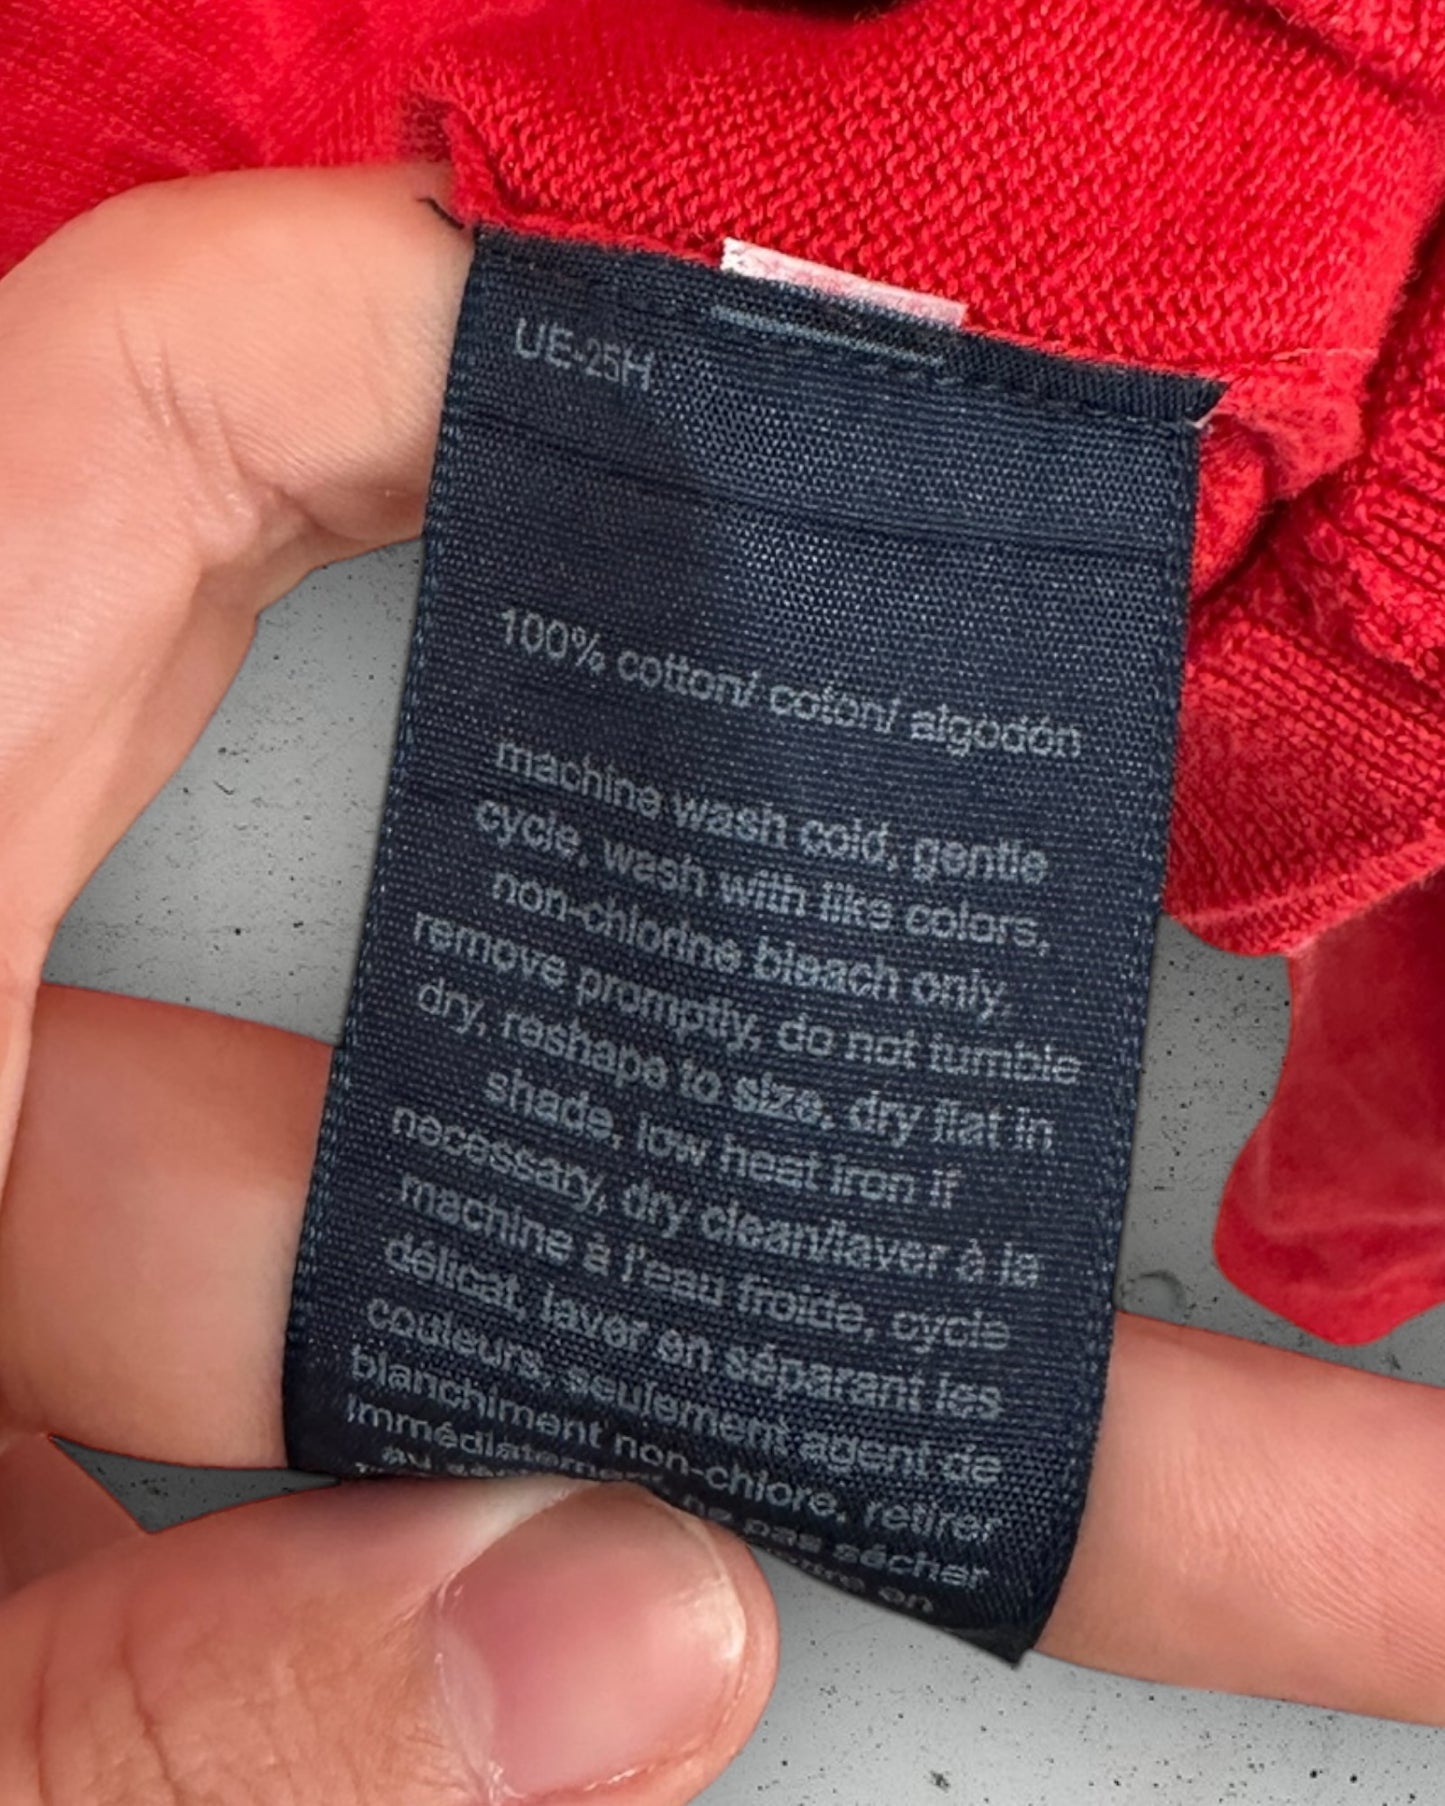 UE-25H
100% cotton/ coton/ algodón
machine wash cold, gentle
cycle, wash with like colors,
non-chlorine bleach only,
remove promptly, do not tumble
dry, reshape to size, dry flat in
shade, low heat iron if
necessary, dry clean/laver à la
machine à l'eau froide, cycle
délicat, laver en séparant les
couleurs, seulement agent de
blanchiment non-chlore, retirer
immédiatement ne pas sécher
au en